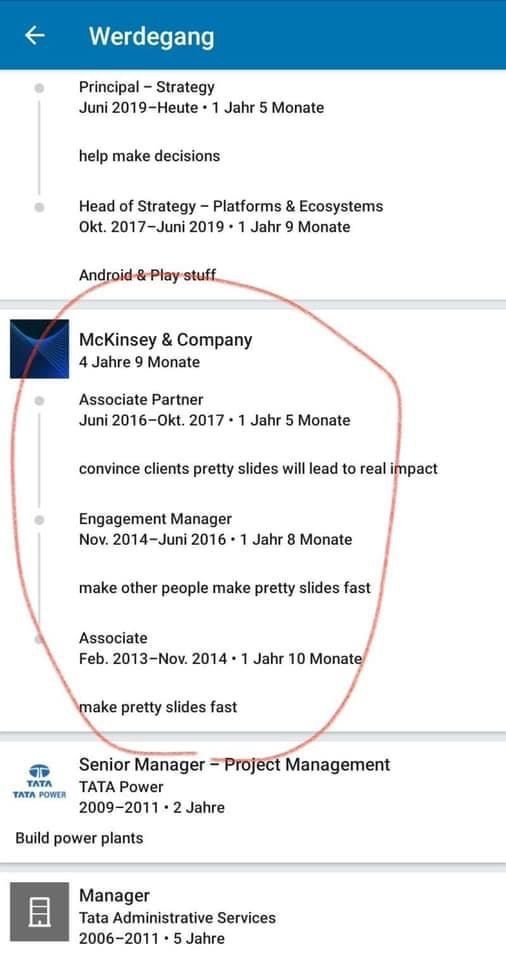 Werdegang
Principal – Strategy
Juni 2019–Heute • 1 Jahr 5 Monate
help make decisions
Head of Strategy – Platforms & Ecosystems
Okt. 2017–Juni 2019 • 1 Jahr 9 Monate
Android & Play stuff
McKinsey & Company
4 Jahre 9 Monate
Associate Partner
Juni 2016–Okt. 2017 • 1 Jahr 5 Monate
convince clients pretty slides will lead to real impact
Engagement Manager
Nov. 2014–Juni 2016 • 1 Jahr 8 Monate
make other people make pretty slides fast
Associate
Feb. 2013–Nov. 2014 • 1 Jahr 10 Monate
make pretty slides fast
Senior Manager – Project Management
TATA
TATA POWER
TATA Power
2009–2011 • 2 Jahre
Build power plants
Manager
Tata Administrative Services
2006–2011 • 5 Jahre